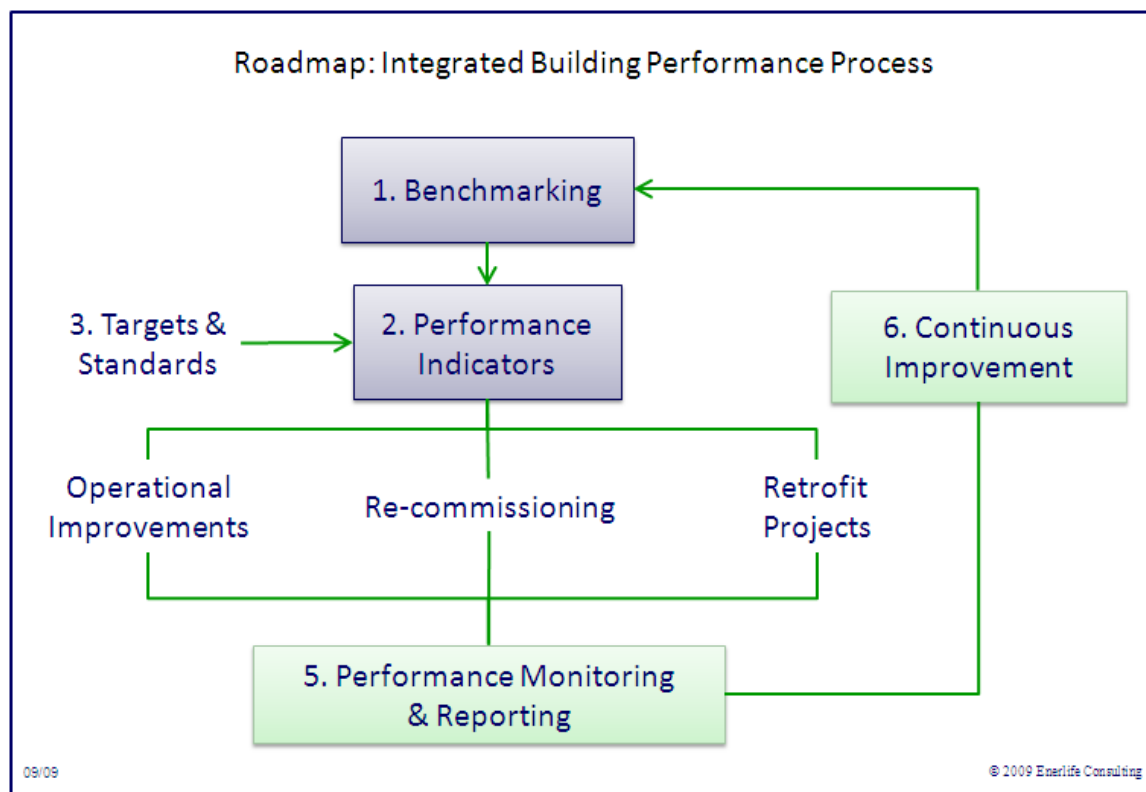 Roadmap: Integrated Building Performance Process
1. Benchmarking
3. Targets &
Standards
2. Performance
Indicators
6. Continuous
Improvement
Operational
Improvements
Re-commissioning
Retrofit
Projects
5. Performance Monitoring
& Reporting
09/09
© 2009 Enerlife Consulting